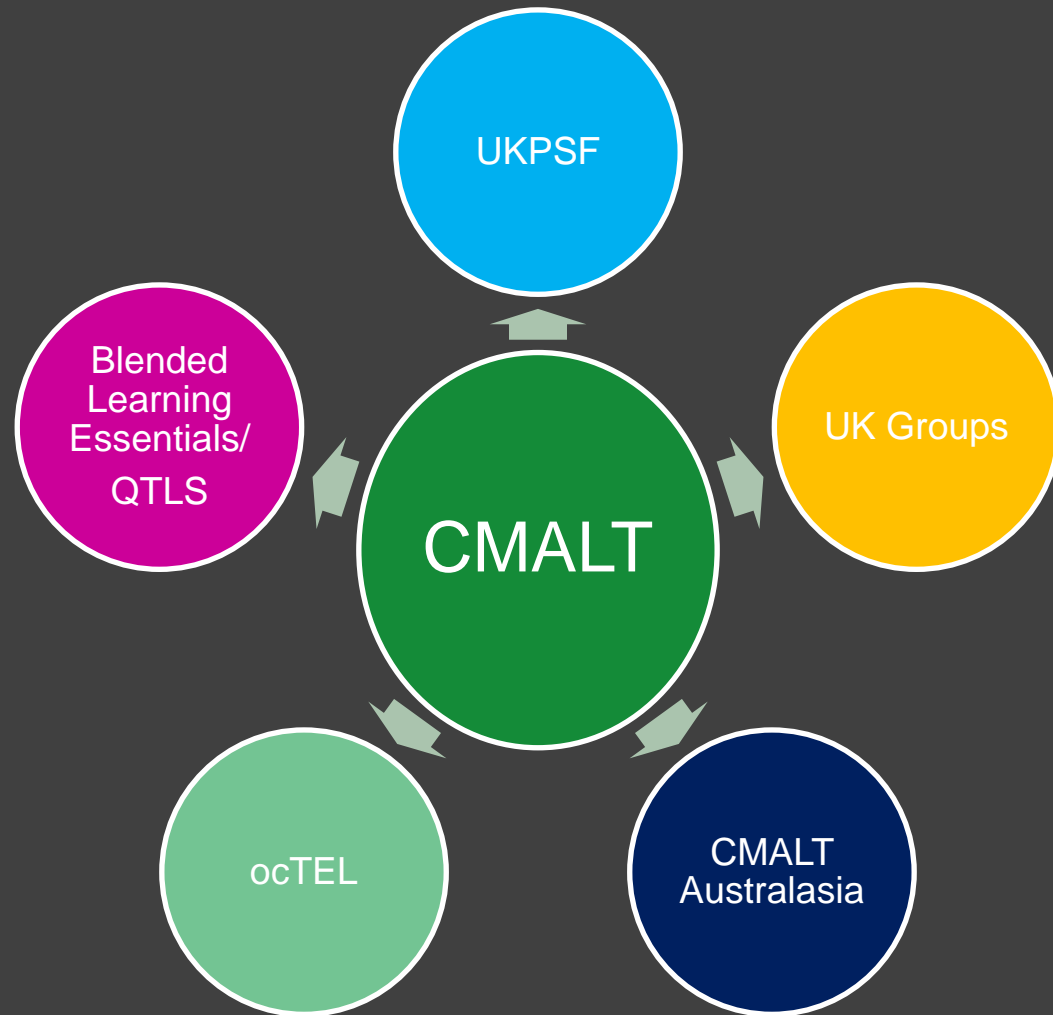 UKPSF
Blended
Learning
Essentials/
QTLS
UK Groups
CMALT
ocTEL
CMALT
Australasia